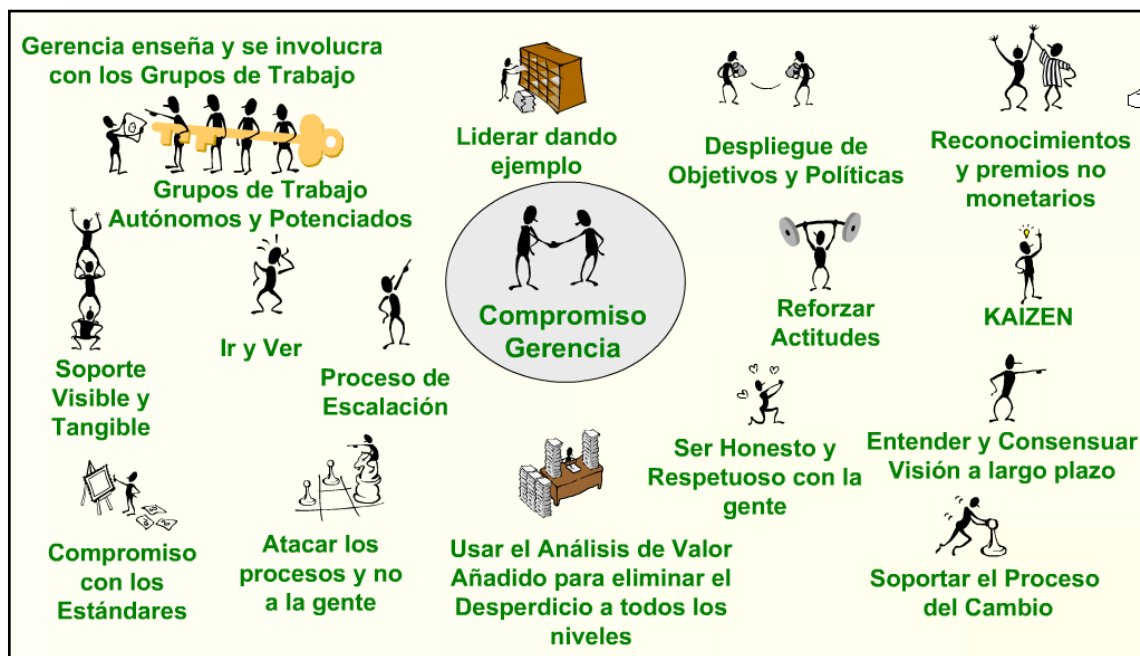 Gerencia enseña y se involucra
con los Grupos de Trabajo
Grupos de Trabajo
Autónomos y Potenciados
Liderar dando
ejemplo
Despliegue de
Objetivos y Políticas
Reconocimientos
y premios no
monetarios
Soporte
Visible y
Tangible
Ir y Ver
Proceso de
Escalación
Compromiso
Gerencia
Reforzar
Actitudes
KAIZEN
Ser Honesto y
Respetuoso con la
gente
Entender y Consensuar
Visión a largo plazo
Compromiso
con los
Estándares
Atacar los
procesos y no
a la gente
Usar el Análisis de Valor
Añadido para eliminar el
Desperdicio a todos los
niveles
Soportar el Proceso
del Cambio